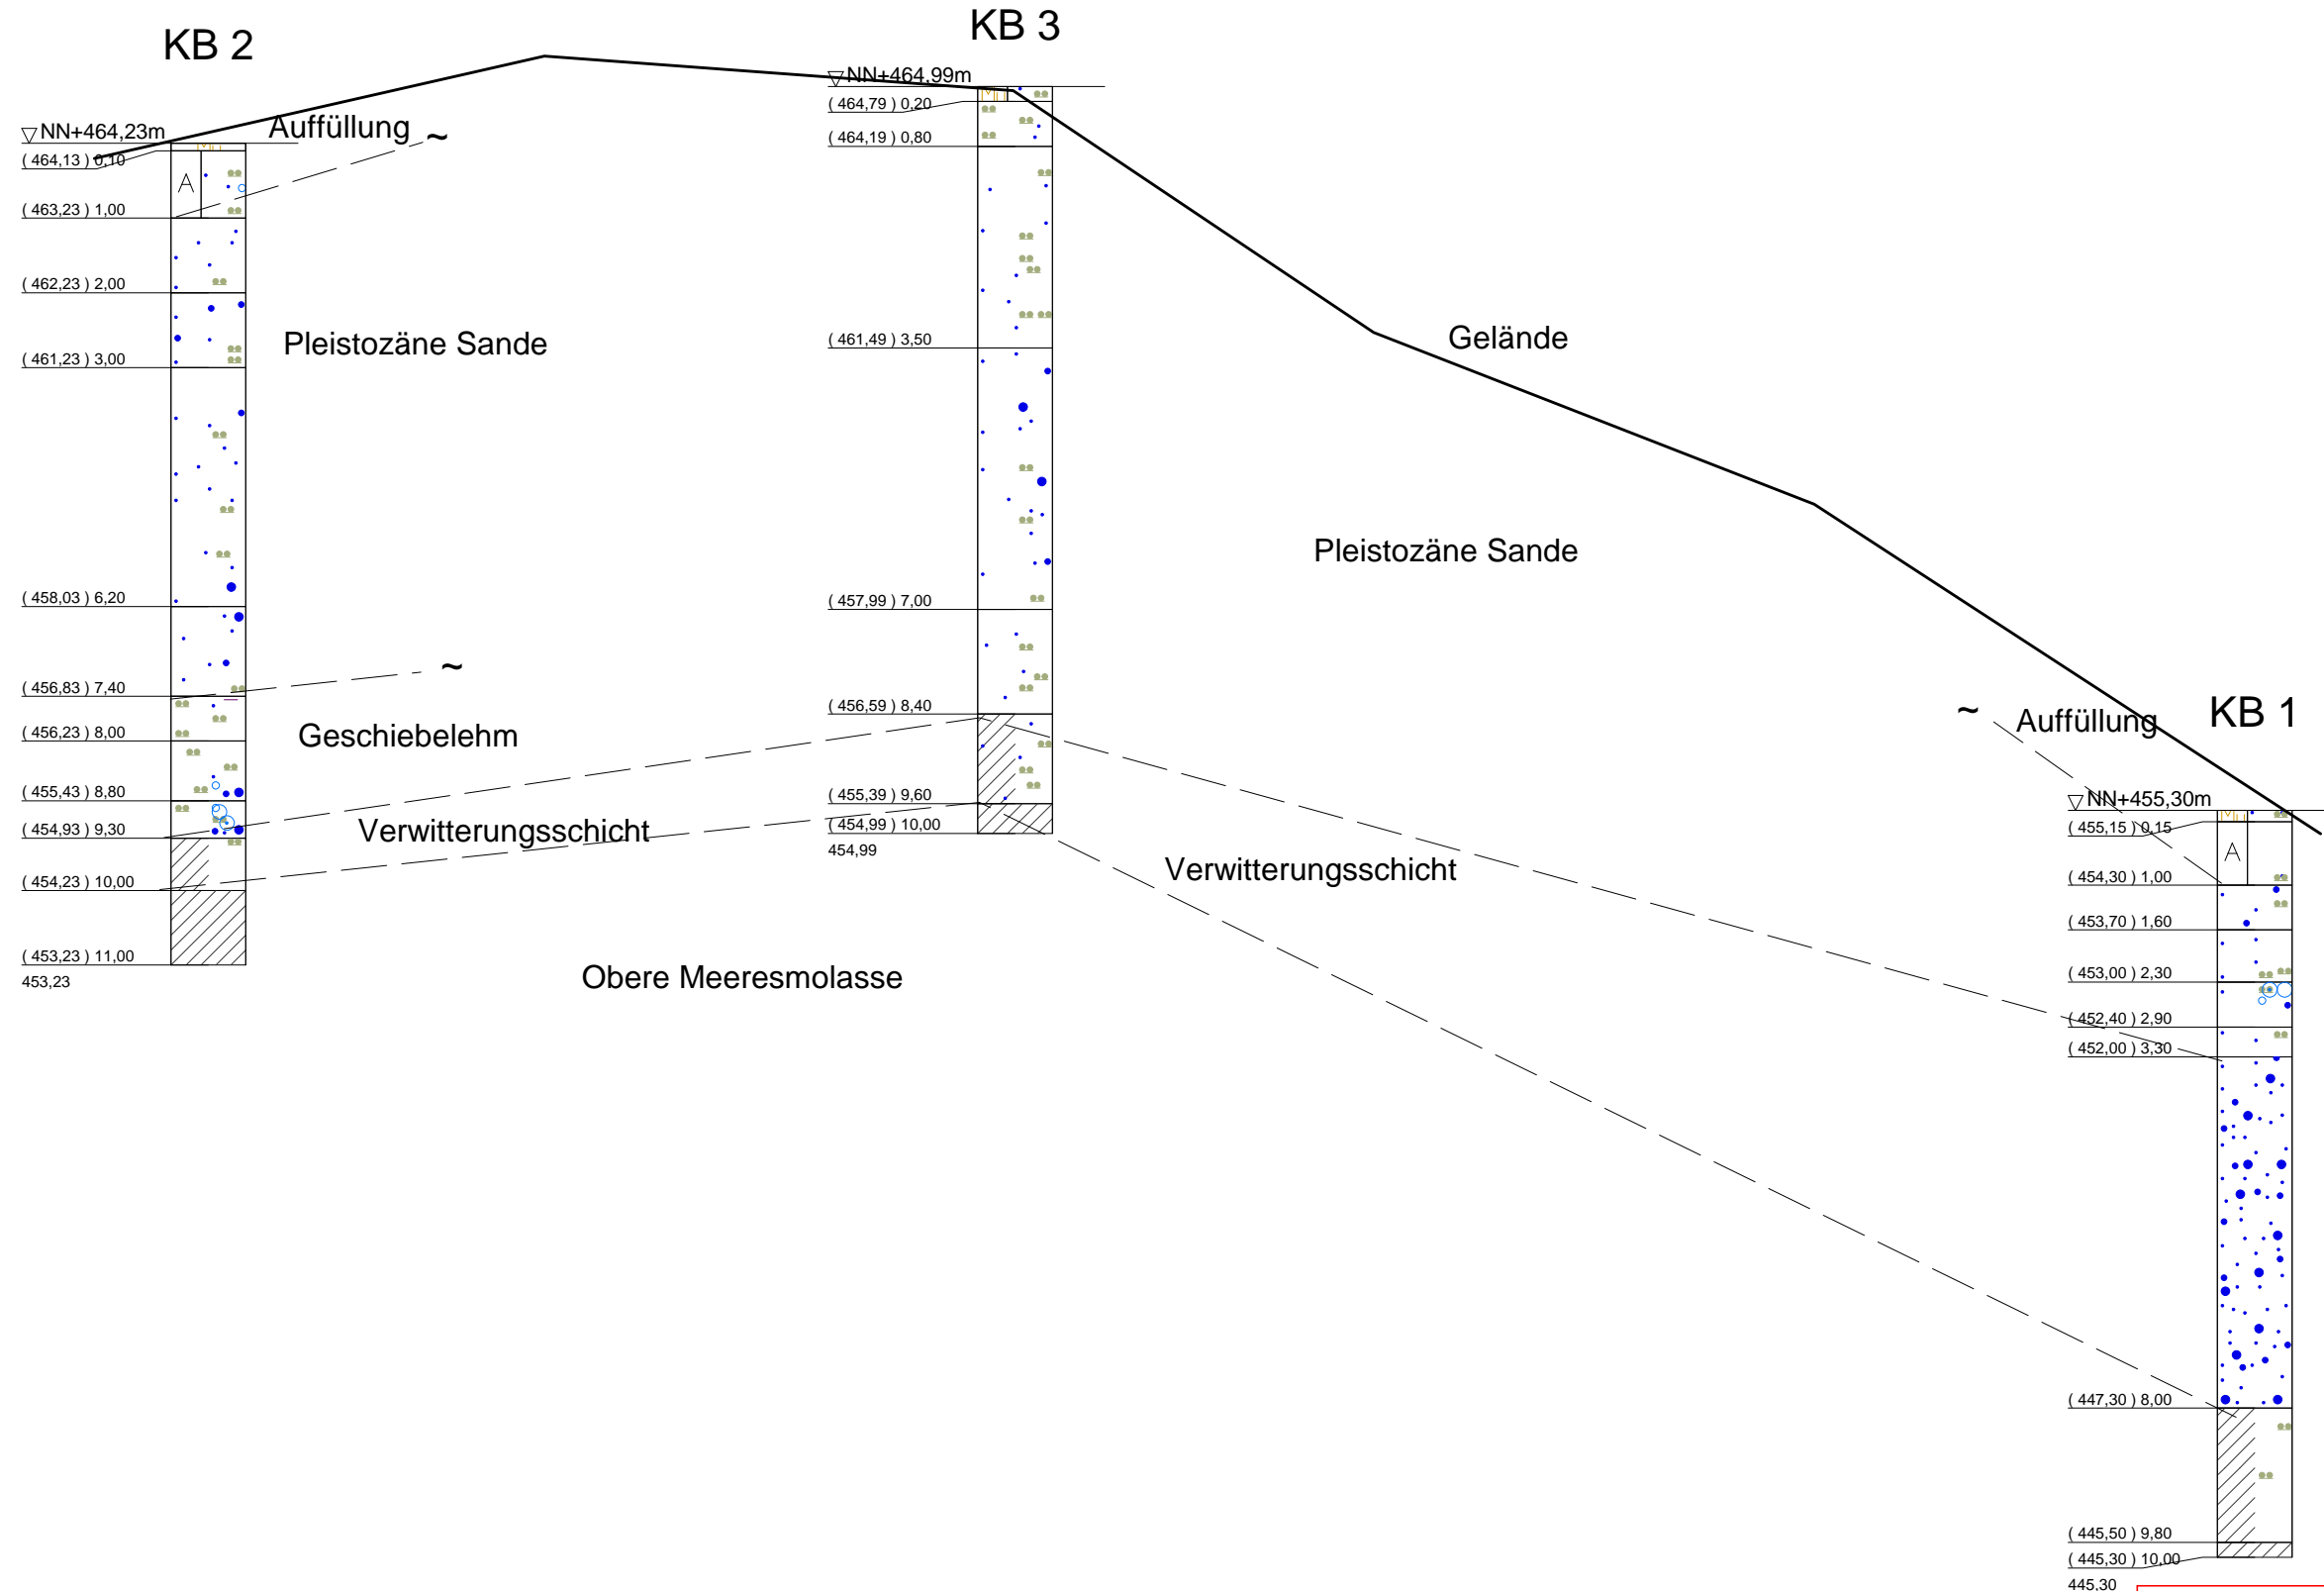 KB 2
NN+464,23m
( 464,13 ) 0,10
A
( 463,23 ) 1,00
( 462,23 ) 2,00
( 461,23 ) 3,00
( 458,03 ) 6,20
( 456,83 ) 7,40
( 456,23 ) 8,00
( 455,43 ) 8,80
( 454,93 ) 9,30
( 454,23 ) 10,00
( 453,23 ) 11,00
453,23
Auffüllung ~
Pleistozäne Sande
~
Geschiebelehm
Verwitterungsschicht
Obere Meeresmolasse
KB 3
NN+464,99m
Mu
( 464,79 ) 0,20
( 464,19 ) 0,80
( 461,49 ) 3,50
( 457,99 ) 7,00
( 456,59 ) 8,40
( 455,39 ) 9,60
( 454,99 ) 10,00
454,99
Gelände
Pleistozäne Sande
Verwitterungsschicht
~ Auffüllung
KB 1
NN+455,30m
Mu
( 455,15 ) 0,15
A
( 454,30 ) 1,00
( 453,70 ) 1,60
( 453,00 ) 2,30
( 452,40 ) 2,90
( 452,00 ) 3,30
( 447,30 ) 8,00
( 445,50 ) 9,80
( 445,30 ) 10,00
445,30